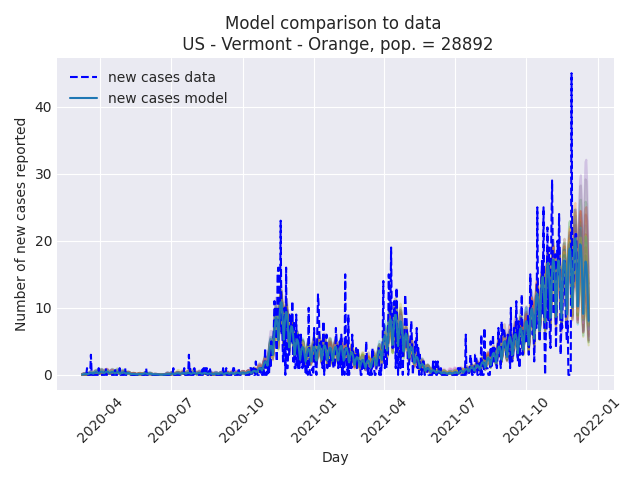 Model comparison to data
US - Vermont - Orange, pop. = 28892
new cases data
new cases model
Number of new cases reported
40
30
20
10
0
2020-04
2020-07
2020-10
2021-01
2021-04
2021-07
2021-10
2022-01
Day